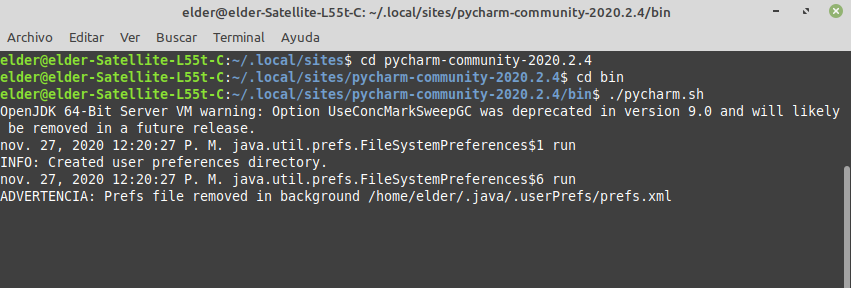 elder@elder-Satellite-L55t-C: ~/.local/sites/pycharm-community-2020.2.4/bin
Archivo Editar Ver Buscar Terminal Ayuda
elder@elder-Satellite-L55t-C:~/.local/sites$ cd pycharm-community-2020.2.4
elder@elder-Satellite-L55t-C:~/.local/sites/pycharm-community-2020.2.4$ cd bin
elder@elder-Satellite-L55t-C:~/.local/sites/pycharm-community-2020.2.4/bin$ ./pycharm.sh
OpenJDK 64-Bit Server VM warning: Option UseConcMarkSweepGC was deprecated in version 9.0 and will likely
be removed in a future release.
nov. 27, 2020 12:20:27 P. M. java.util.prefs.FileSystemPreferences$1 run
INFO: Created user preferences directory.
nov. 27, 2020 12:20:27 P. M. java.util.prefs.FileSystemPreferences$6 run
ADVERTENCIA: Prefs file removed in background /home/elder/.java/.userPrefs/prefs.xml